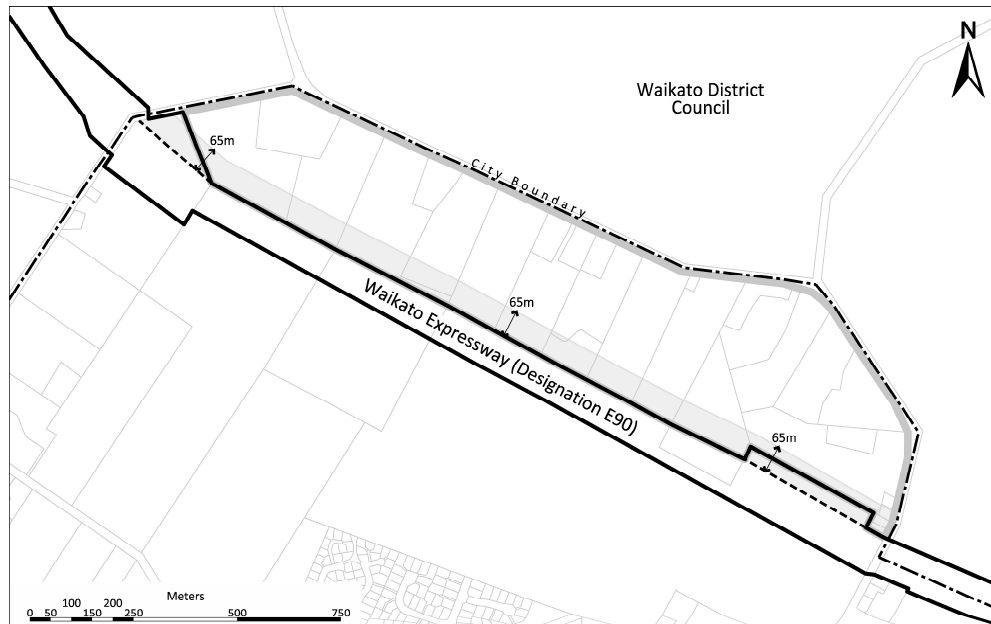 N
Waikato District
Council
65m
City Boundary
65m
Waikato Expressway (Designation E90)
65m
Meters
0 50 100 150 200 250 500 750